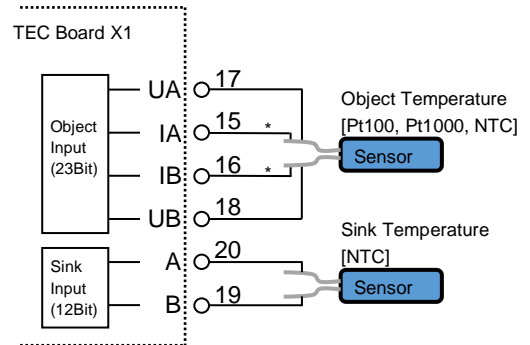 TEC Board X1
UA 17
Object Temperature
[Pt100, Pt1000, NTC]
Object
Input
(23Bit)
IA 15 *
Sensor
IB 16 *
UB 18
Sink Temperature
[NTC]
A 20
Sink
Input
(12Bit)
Sensor
B 19